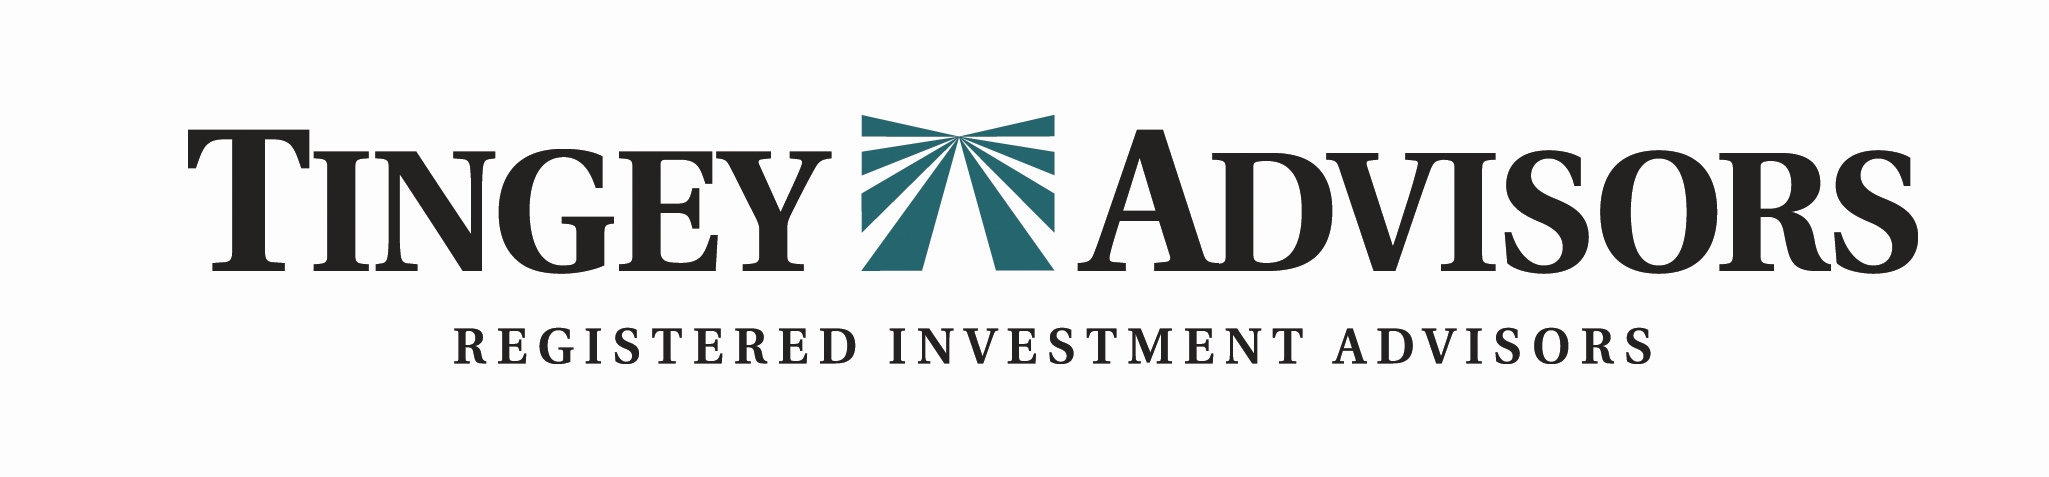 TINGEY ADVISORS
REGISTERED INVESTMENT ADVISORS